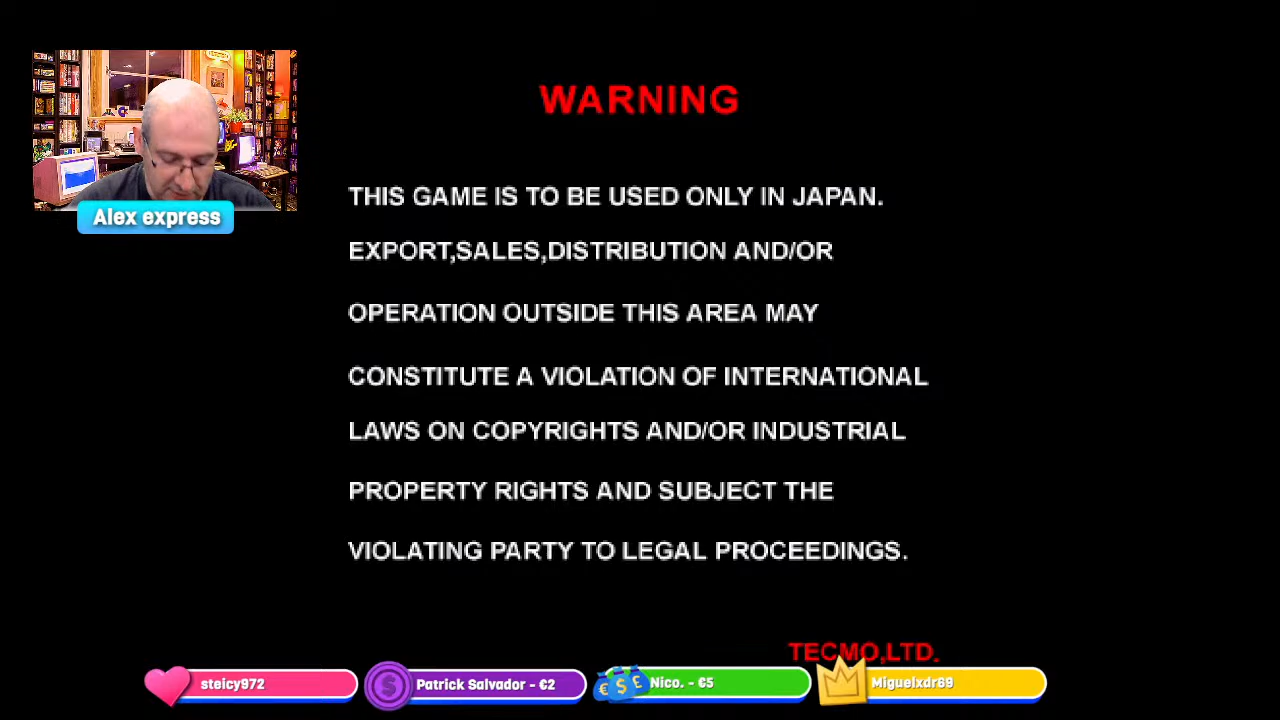 WARNING
Alex express
THIS GAME IS TO BE USED ONLY IN JAPAN.
EXPORT,SALES,DISTRIBUTION AND/OR
OPERATION OUTSIDE THIS AREA MAY
CONSTITUTE A VIOLATION OF INTERNATIONAL
LAWS ON COPYRIGHTS AND/OR INDUSTRIAL
PROPERTY RIGHTS AND SUBJECT THE
VIOLATING PARTY TO LEGAL PROCEEDINGS.
TECMO,LTD.
steicy972
Patrick Salvador - €2
Nico. - €5
Miguelxdr69